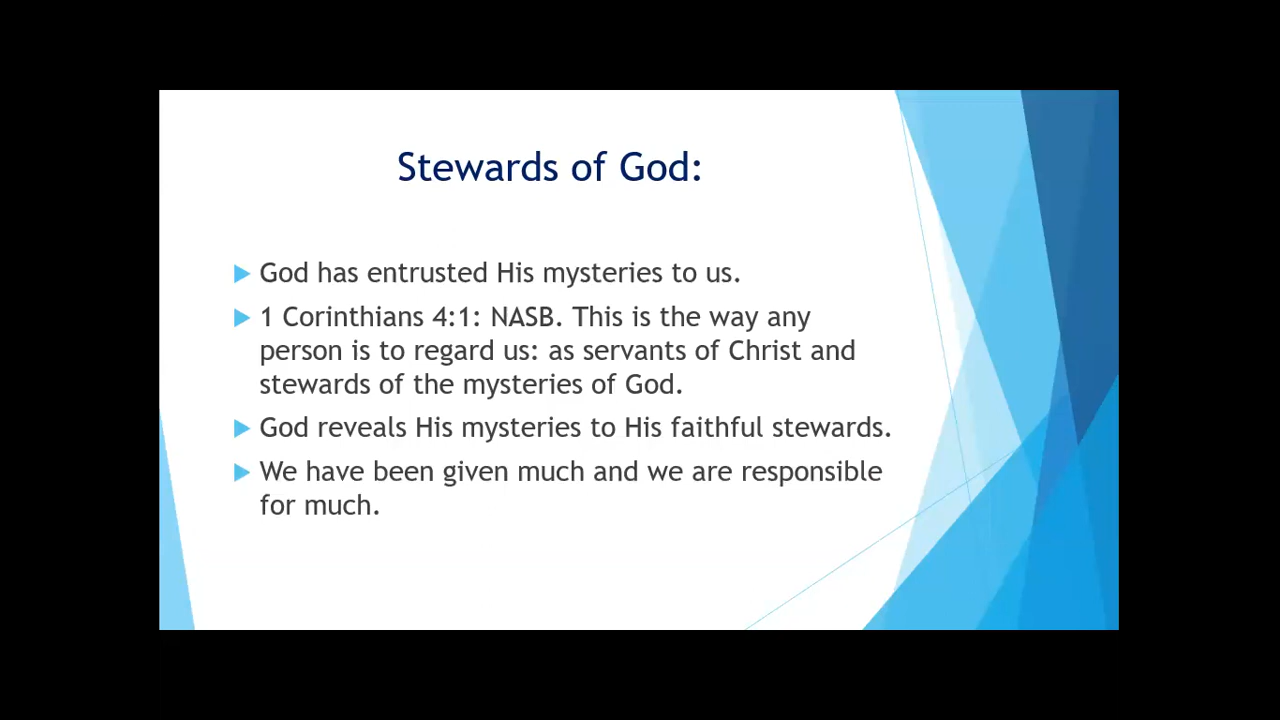 Stewards of God:
God has entrusted His mysteries to us.
1 Corinthians 4:1: NASB. This is the way any
person is to regard us: as servants of Christ and
stewards of the mysteries of God.
God reveals His mysteries to His faithful stewards.
We have been given much and we are responsible
for much.